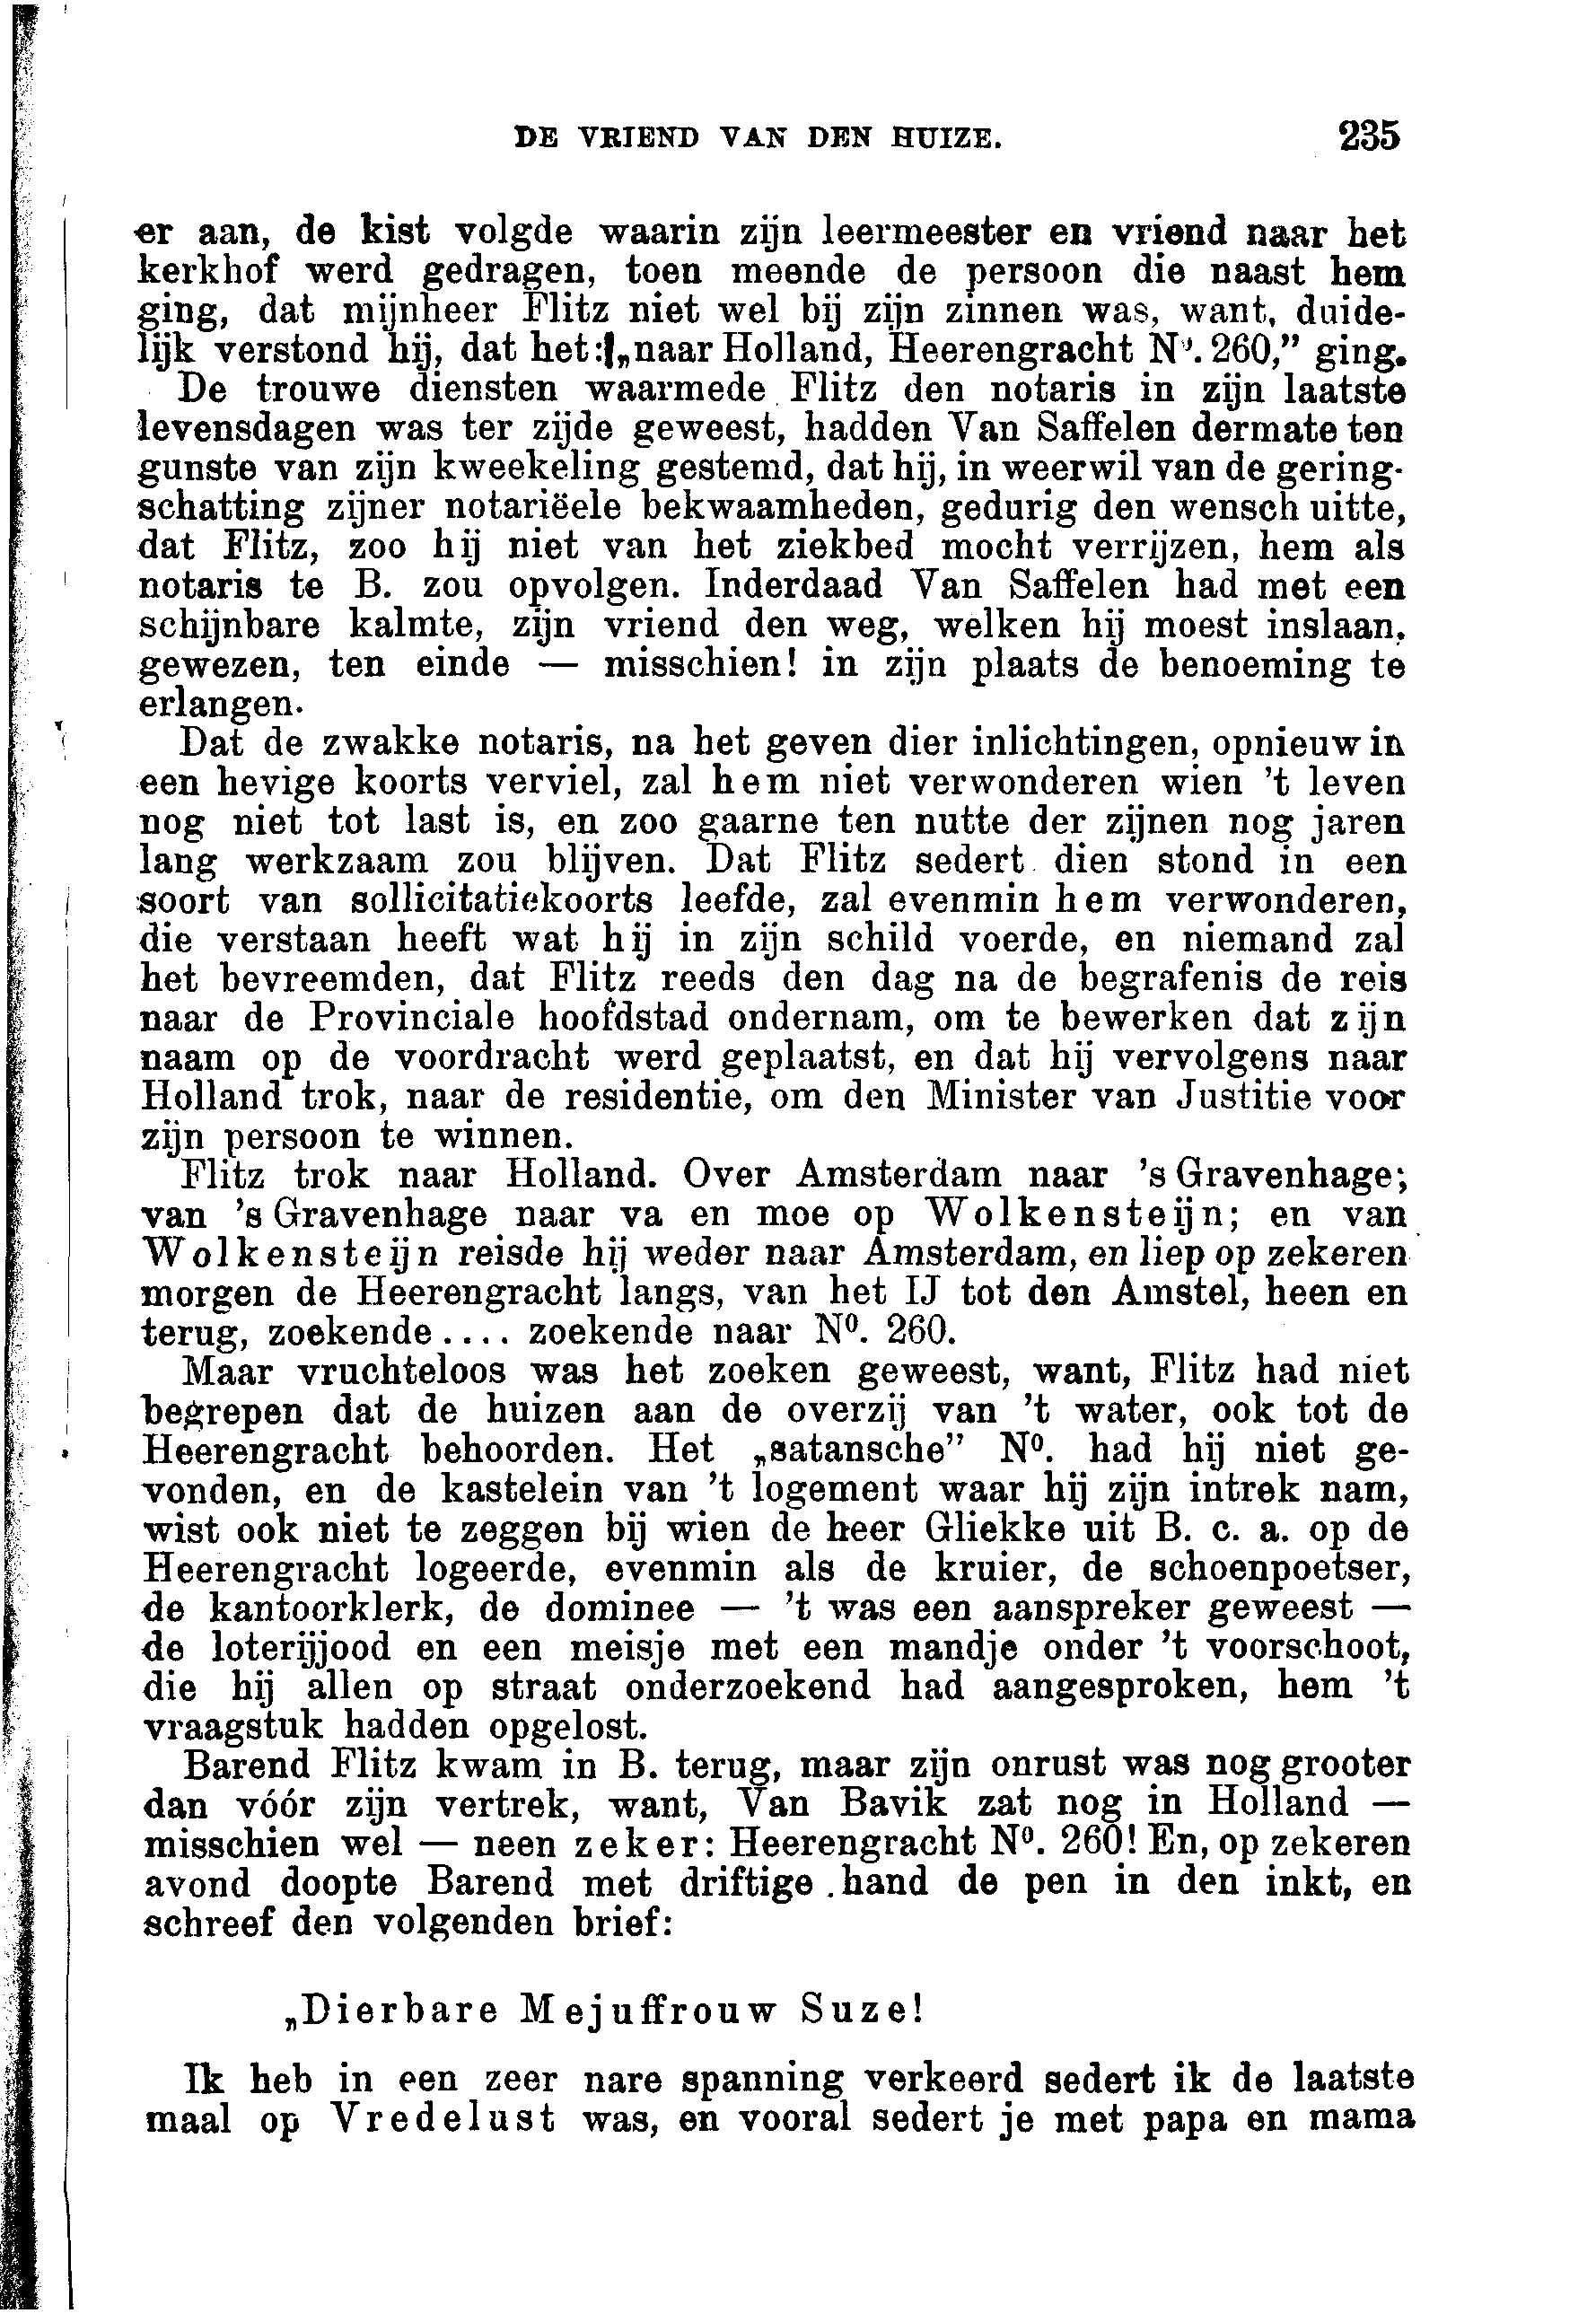 DE VRIEND VAN DEN HUIZE. 235
er aan, de kist volgde waarin zijn leermeester en vriend naar het
kerkhof werd gedragen, toen meende de persoon die naast hem
ging, dat mijnheer Flitz niet wel bij zijn zinnen was, want, duide-
lijk verstond hij, dat het: „naar Holland, Heerengracht Nº. 260,” ging.
De trouwe diensten waarmede Flitz den notaris in zijn laatste
levensdagen was ter zijde geweest, hadden Van Saffelen dermate ten
gunste van zijn kweekeling gestemd, dat hij, in weerwil van de gering-
schatting zijner notariëele bekwaamheden, gedurig den wensch uitte,
dat Flitz, zoo hij niet van het ziekbed mocht verrijzen, hem als
notaris te B. zou opvolgen. Inderdaad Van Saffelen had met een
schijnbare kalmte, zijn vriend den weg, welken hij moest inslaan,
gewezen, ten einde — misschien! in zijn plaats de benoeming te
erlangen.
Dat de zwakke notaris, na het geven dier inlichtingen, opnieuw in
een hevige koorts verviel, zal hem niet verwonderen wien 't leven
nog niet tot last is, en zoo gaarne ten nutte der zijnen nog jaren
lang werkzaam zou blijven. Dat Flitz sedert dien stond in een
soort van sollicitatiekoorts leefde, zal evenmin hem verwonderen,
die verstaan heeft wat hij in zijn schild voerde, en niemand zal
het bevreemden, dat Flitz reeds den dag na de begrafenis de reis
naar de Provinciale hoofdstad ondernam, om te bewerken dat zijn
naam op de voordracht werd geplaatst, en dat hij vervolgens naar
Holland trok, naar de residentie, om den Minister van Justitie voor
zijn persoon te winnen.
Flitz trok naar Holland. Over Amsterdam naar 's Gravenhage;
van 's Gravenhage naar va en moe op Wolkensteijn; en van
Wolkensteijn reisde hij weder naar Amsterdam, en liep op zekeren
morgen de Heerengracht langs, van het IJ tot den Amstel, heen en
terug, zoekende .... zoekende naar Nº. 260.
Maar vruchteloos was het zoeken geweest, want, Flitz had niet
begrepen dat de huizen aan de overzij van 't water, ook tot de
Heerengracht behoorden. Het „satansche” Nº. had hij niet ge-
vonden, en de kastelein van 't logement waar hij zijn intrek nam,
wist ook niet te zeggen bij wien de heer Gliekke uit B. c. a. op de
Heerengracht logeerde, evenmin als de kruier, de schoenpoetser,
de kantoorklerk, de dominee — 't was een aanspreker geweest —
de loterijjood en een meisje met een mandje onder 't voorschoot,
die hij allen op straat onderzoekend had aangesproken, hem 't
vraagstuk hadden opgelost.
Barend Flitz kwam in B. terug, maar zijn onrust was nog grooter
dan vóór zijn vertrek, want, Van Bavik zat nog in Holland —
misschien wel — neen zeker: Heerengracht Nº. 260! En, op zekeren
avond doopte Barend met driftige hand de pen in den inkt, en
schreef den volgenden brief:
„Dierbare Mejuffrouw Suze!
Ik heb in een zeer nare spanning verkeerd sedert ik de laatste
maal op Vredelust was, en vooral sedert je met papa en mama